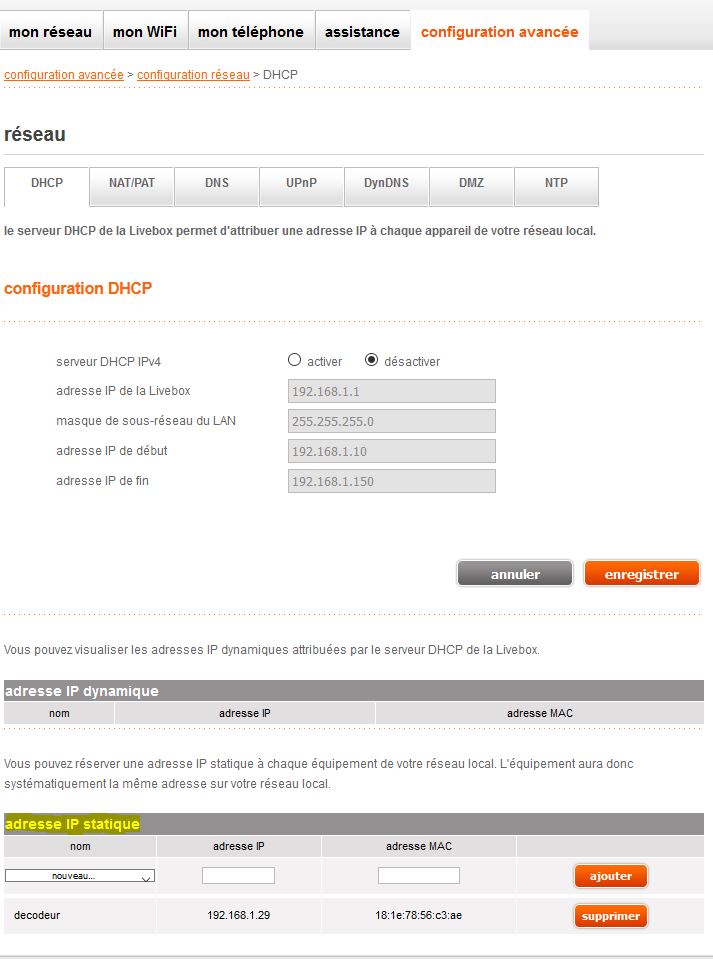 mon réseau mon WiFi mon téléphone assistance configuration avancée
configuration avancée > configuration réseau > DHCP
réseau
DHCP NAT/PAT DNS UPnP DynDNS DMZ NTP
le serveur DHCP de la Livebox permet d'attribuer une adresse IP à chaque appareil de votre réseau local.
configuration DHCP
serveur DHCP IPv4 activer désactiver
adresse IP de la Livebox 192.168.1.1
masque de sous-réseau du LAN 255.255.255.0
adresse IP de début 192.168.1.10
adresse IP de fin 192.168.1.150
annuler enregistrer
Vous pouvez visualiser les adresses IP dynamiques attribuées par le serveur DHCP de la Livebox.
adresse IP dynamique
nom adresse IP adresse MAC
Vous pouvez réserver une adresse IP statique à chaque équipement de votre réseau local. L'équipement aura donc
systématiquement la même adresse sur votre réseau local.
adresse IP statique
nom adresse IP adresse MAC
nouveau... ajouter
decodeur 192.168.1.29 18:1e:78:56:c3:ae supprimer